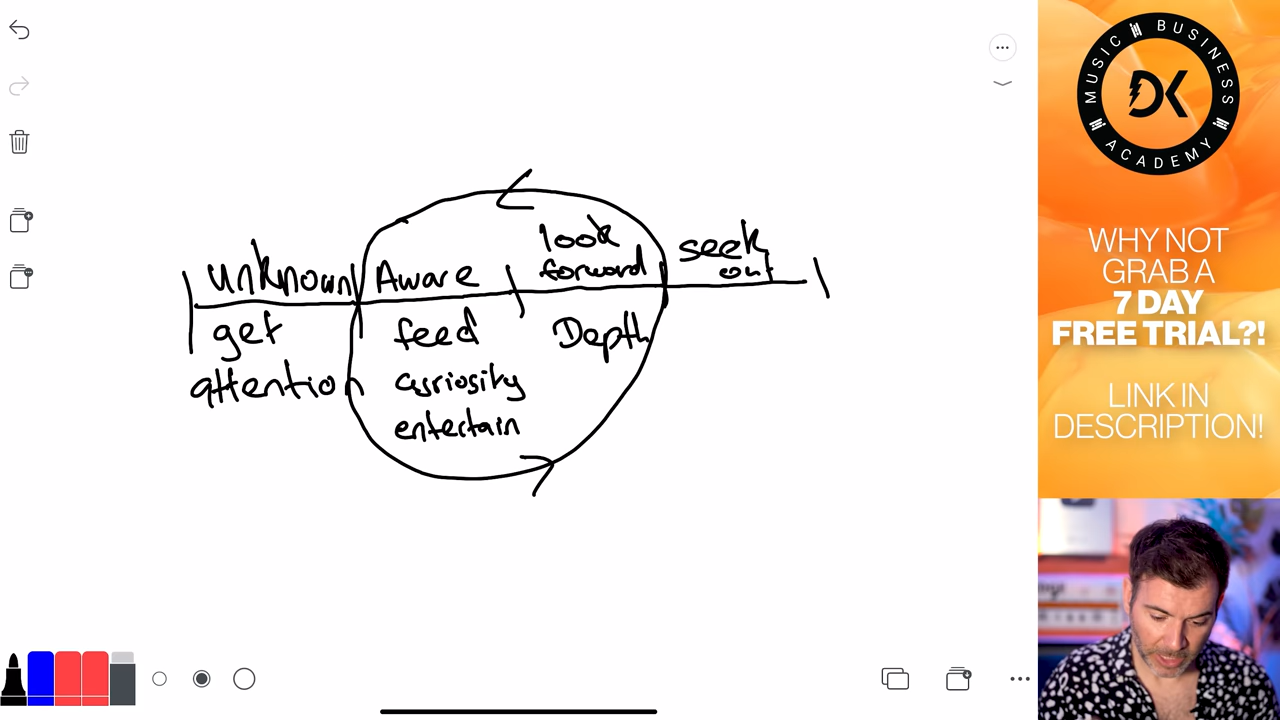 unknown
Aware
look
forward
seek
out
get
attention
feed
curiosity
entertain
Depth
MUSIC BUSINESS
ACADEMY
DK
WHY NOT
GRAB A
7 DAY
FREE TRIAL?!
LINK IN
DESCRIPTION!